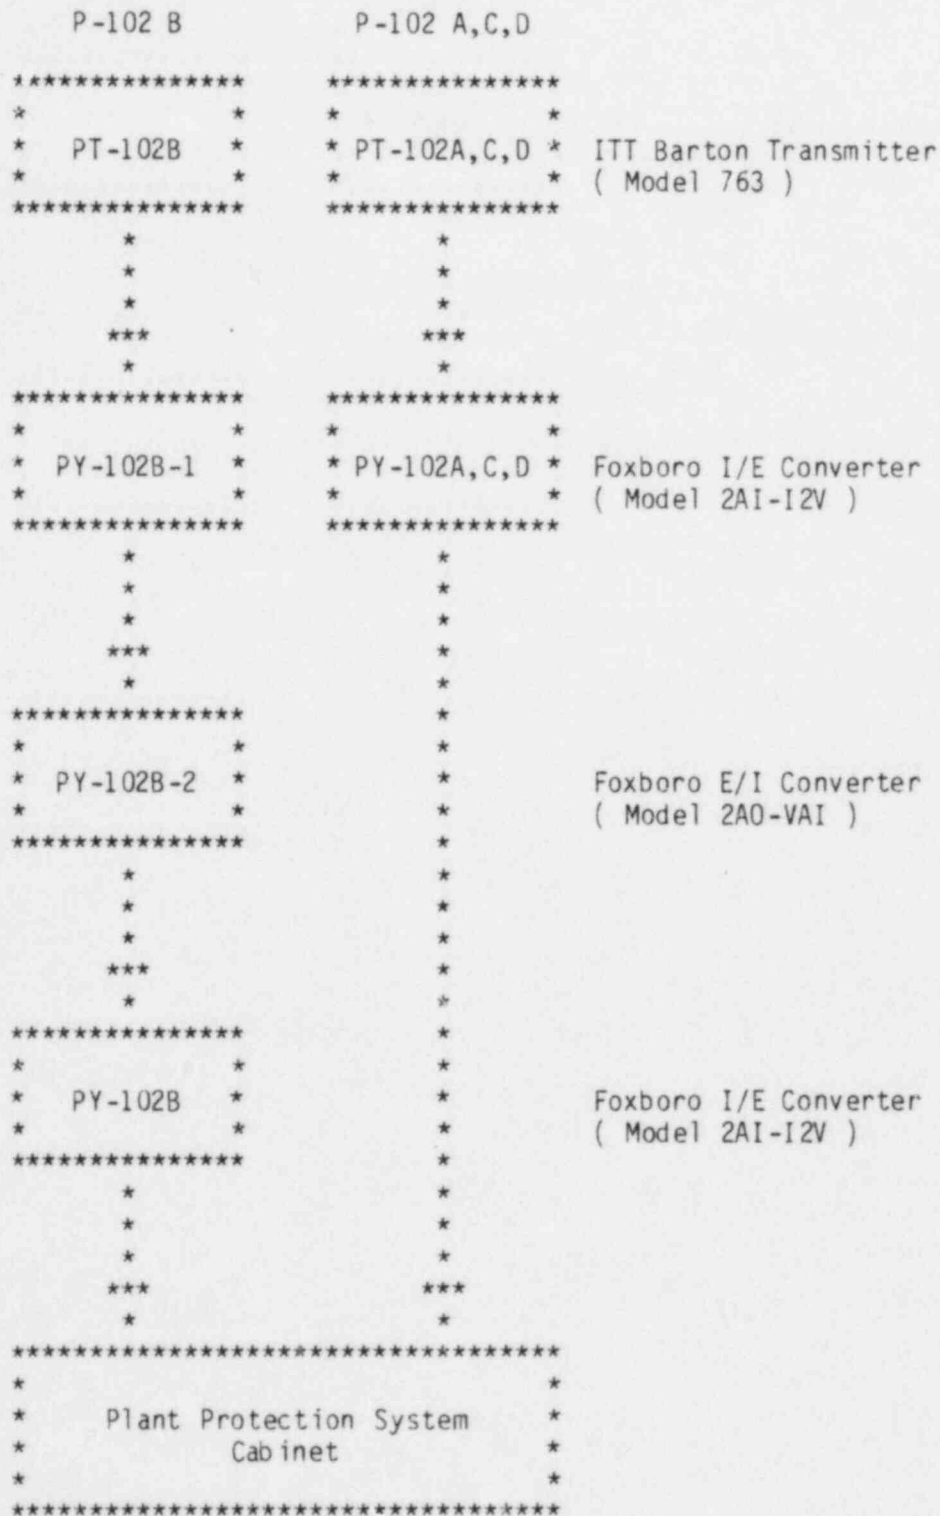 P-102 B P-102 A,C,D
PT-102B PT-102A,C,D ITT Barton Transmitter
( Model 763 )
PY-102B-1 PY-102A,C,D Foxboro I/E Converter
( Model 2AI-I2V )
PY-102B-2 Foxboro E/I Converter
( Model 2AO-VAI )
PY-102B Foxboro I/E Converter
( Model 2AI-I2V )
Plant Protection System
Cabinet